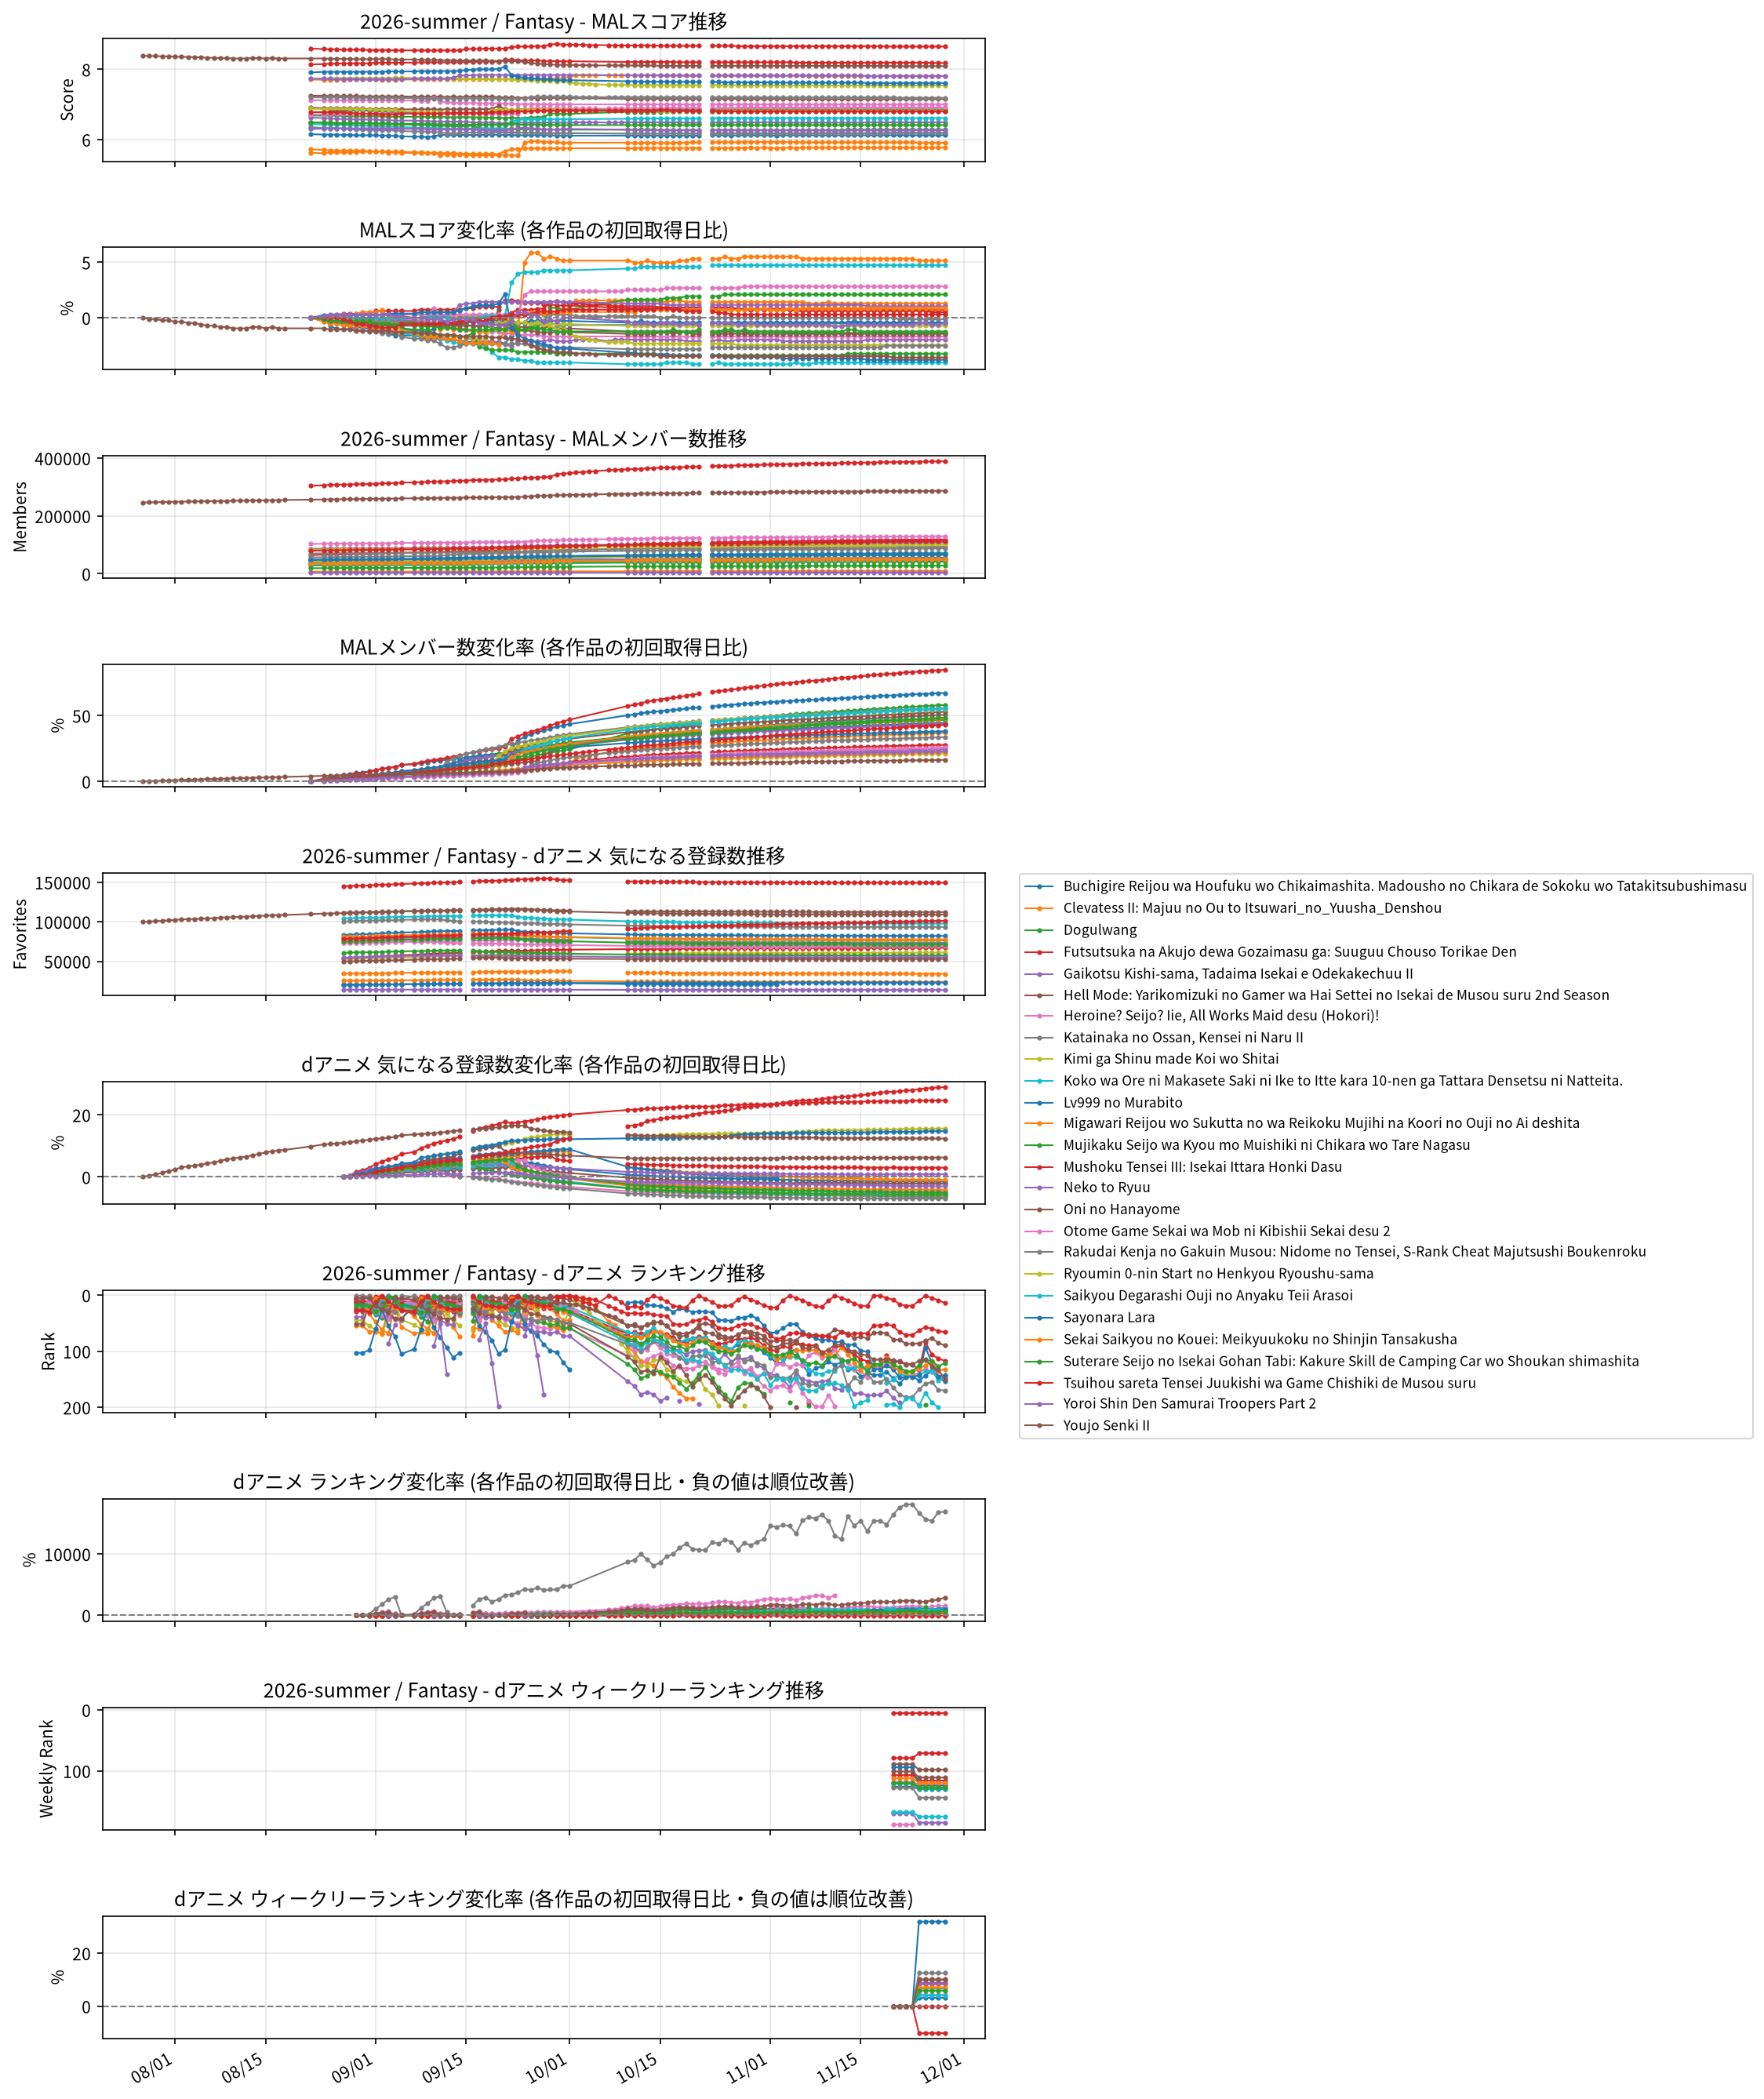 2026-summer / Fantasy - MALスコア推移
8
6
Score
MALスコア変化率 (各作品の初回取得日比)
5
0
%
2026-summer / Fantasy - MALメンバー数推移
400000
200000
0
Members
MALメンバー数変化率 (各作品の初回取得日比)
50
0
%
2026-summer / Fantasy - dアニメ 気になる登録数推移
150000
100000
50000
Favorites
Buchigire Reijou wa Houfuku wo Chikaimashita. Madousho no Chikara de Sokoku wo Tatakitsubushimasu
Clevatess II: Majuu no Ou to Itsuwari_no_Yuusha_Denshou
Dogulwang
Futsutsuka na Akujo dewa Gozaimasu ga: Suuguu Chouso Torikae Den
Gaikotsu Kishi-sama, Tadaima Isekai e Odekakechuu II
Hell Mode: Yarikomizuki no Gamer wa Hai Settei no Isekai de Musou suru 2nd Season
Heroine? Seijo? Iie, All Works Maid desu (Hokori)!
Katainaka no Ossan, Kensei ni Naru II
Kimi ga Shinu made Koi wo Shitai
Koko wa Ore ni Makasete Saki ni Ike to Itte kara 10-nen ga Tattara Densetsu ni Natteita.
Lv999 no Murabito
Migawari Reijou wo Sukutta no wa Reikoku Mujihi na Koori no Ouji no Ai deshita
Mujikaku Seijo wa Kyou mo Muishiki ni Chikara wo Tare Nagasu
Mushoku Tensei III: Isekai Ittara Honki Dasu
Neko to Ryuu
Oni no Hanayome
Otome Game Sekai wa Mob ni Kibishii Sekai desu 2
Rakudai Kenja no Gakuin Musou: Nidome no Tensei, S-Rank Cheat Majutsushi Boukenroku
Ryoumin 0-nin Start no Henkyou Ryoushu-sama
Saikyou Degarashi Ouji no Anyaku Teii Arasoi
Sayonara Lara
Sekai Saikyou no Kouei: Meikyuukoku no Shinjin Tansakusha
Suterare Seijo no Isekai Gohan Tabi: Kakure Skill de Camping Car wo Shoukan shimashita
Tsuihou sareta Tensei Juukishi wa Game Chishiki de Musou suru
Yoroi Shin Den Samurai Troopers Part 2
Youjo Senki II
dアニメ 気になる登録数変化率 (各作品の初回取得日比)
20
0
%
2026-summer / Fantasy - dアニメ ランキング推移
0
100
200
Rank
dアニメ ランキング変化率 (各作品の初回取得日比・負の値は順位改善)
10000
0
%
2026-summer / Fantasy - dアニメ ウィークリーランキング推移
0
100
Weekly Rank
dアニメ ウィークリーランキング変化率 (各作品の初回取得日比・負の値は順位改善)
20
0
%
08/01
08/15
09/01
09/15
10/01
10/15
11/01
11/15
12/01